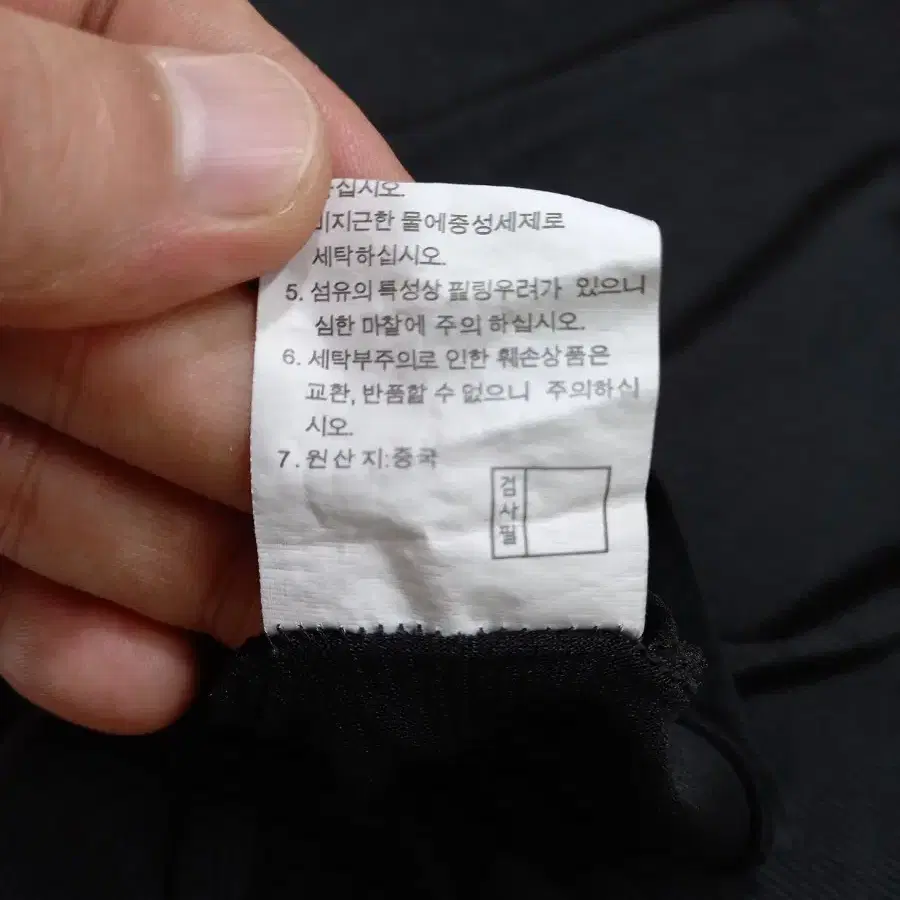 십시오.
미지근한 물에중성세제로
세탁하십시오.
5. 섬유의 특성상 필링우려가 있으니
심한 마찰에 주의 하십시오.
6. 세탁부주의로 인한 훼손상품은
교환, 반품할 수 없으니 주의하십
시오.
7. 원산지:중국
검사필